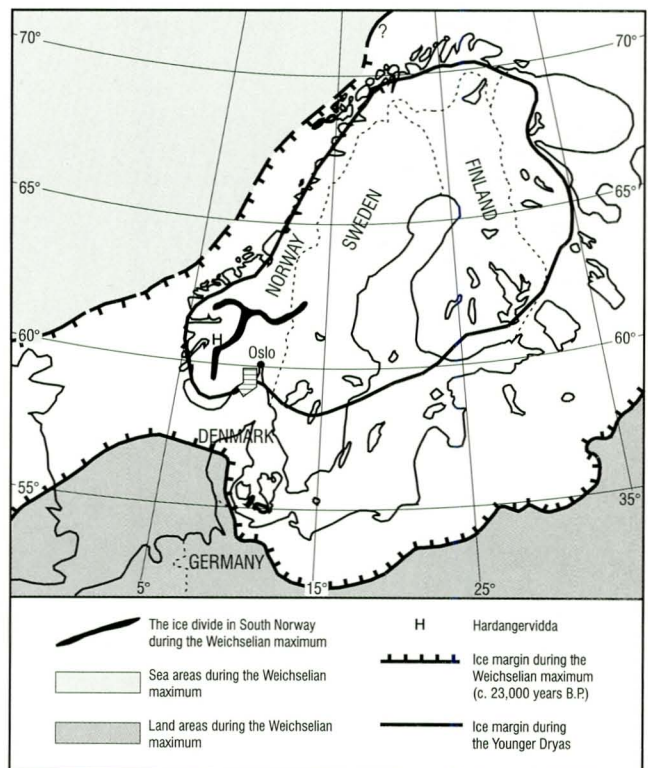 ?
70°
70°
65°
65°
FINLAND
SWEDEN
NORWAY
60°
60°
H
Oslo
DENMARK
55°
35°
GERMANY
5°
15°
25°
The ice divide in South Norway
during the Weichselian maximum
Sea areas during the Weichselian
maximum
Land areas during the Weichselian
maximum
H Hardangervidda
Ice margin during the
Weichselian maximum
(c. 23,000 years B.P.)
Ice margin during
the Younger Dryas